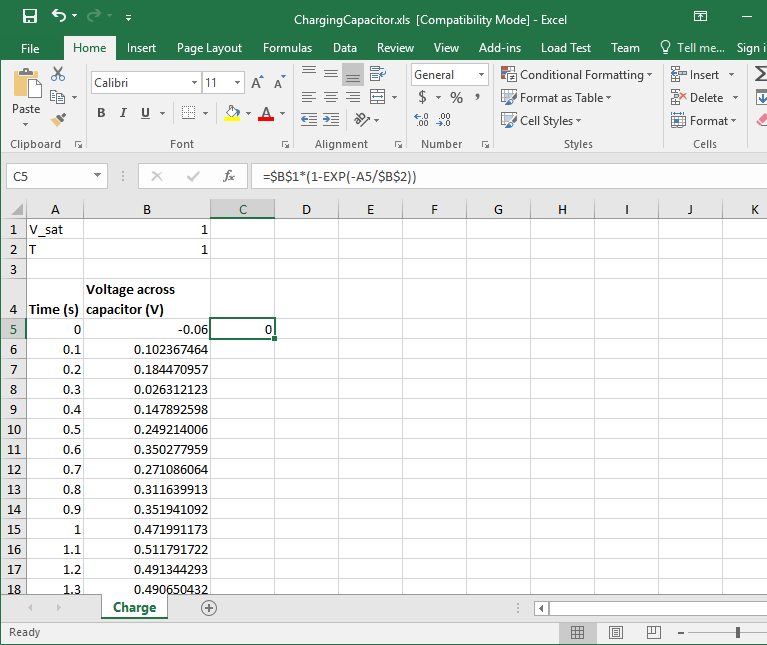 ChargingCapacitor.xls [Compatibility Mode] - Excel
File Home Insert Page Layout Formulas Data Review View Add-ins Load Test Team Tell me... Sign i
Calibri 11 General Conditional Formatting Insert
Paste B I U A $ % , Format as Table Delete
Cell Styles Format
Clipboard Font Alignment Number Styles Cells
C5 fx =$B$1*(1-EXP(-A5/$B$2))
A B C D E F G H I J K
1 V_sat 1
2 T 1
3
Voltage across
4 Time (s) capacitor (V)
5 0 -0.06 0
6 0.1 0.102367464
7 0.2 0.184470957
8 0.3 0.026312123
9 0.4 0.147892598
10 0.5 0.249214006
11 0.6 0.350277959
12 0.7 0.271086064
13 0.8 0.311639913
14 0.9 0.351941092
15 1 0.471991173
16 1.1 0.511791722
17 1.2 0.491344293
18 1.3 0.490650432
Charge
Ready